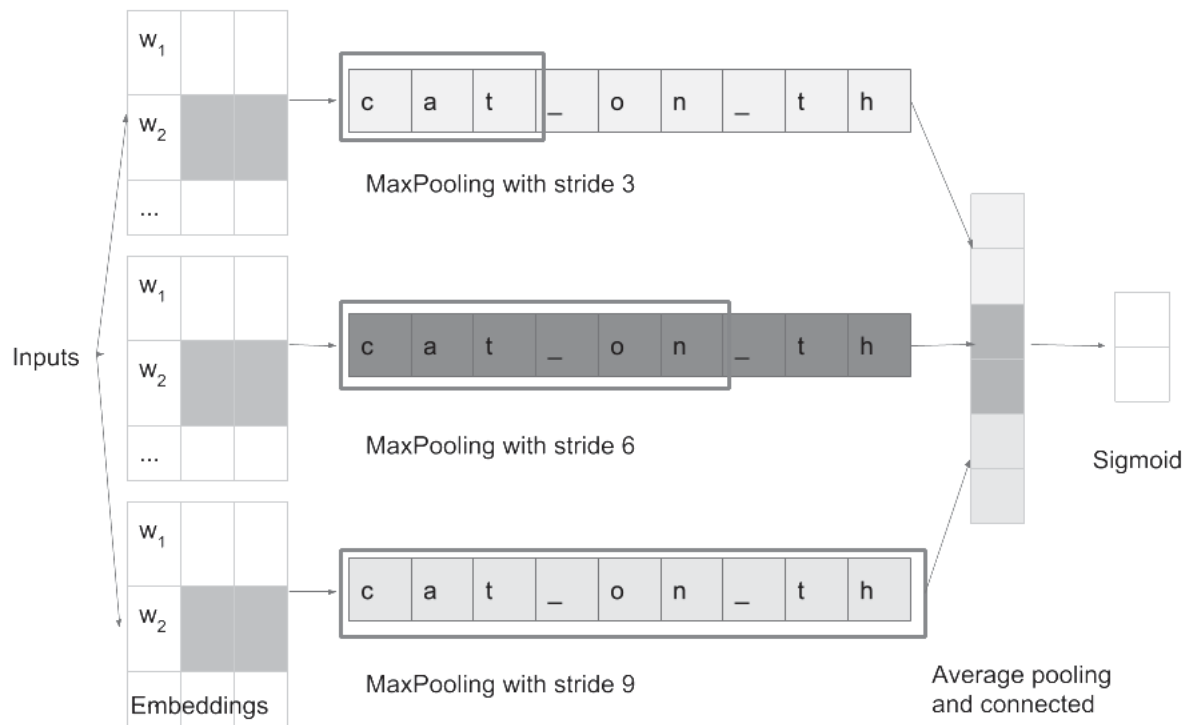 Inputs
w1
w2
...
w1
w2
...
w1
w2
Embeddings
c a t _ o n _ t h
MaxPooling with stride 3
c a t _ o n _ t h
MaxPooling with stride 6
c a t _ o n _ t h
MaxPooling with stride 9
Average pooling
and connected
Sigmoid